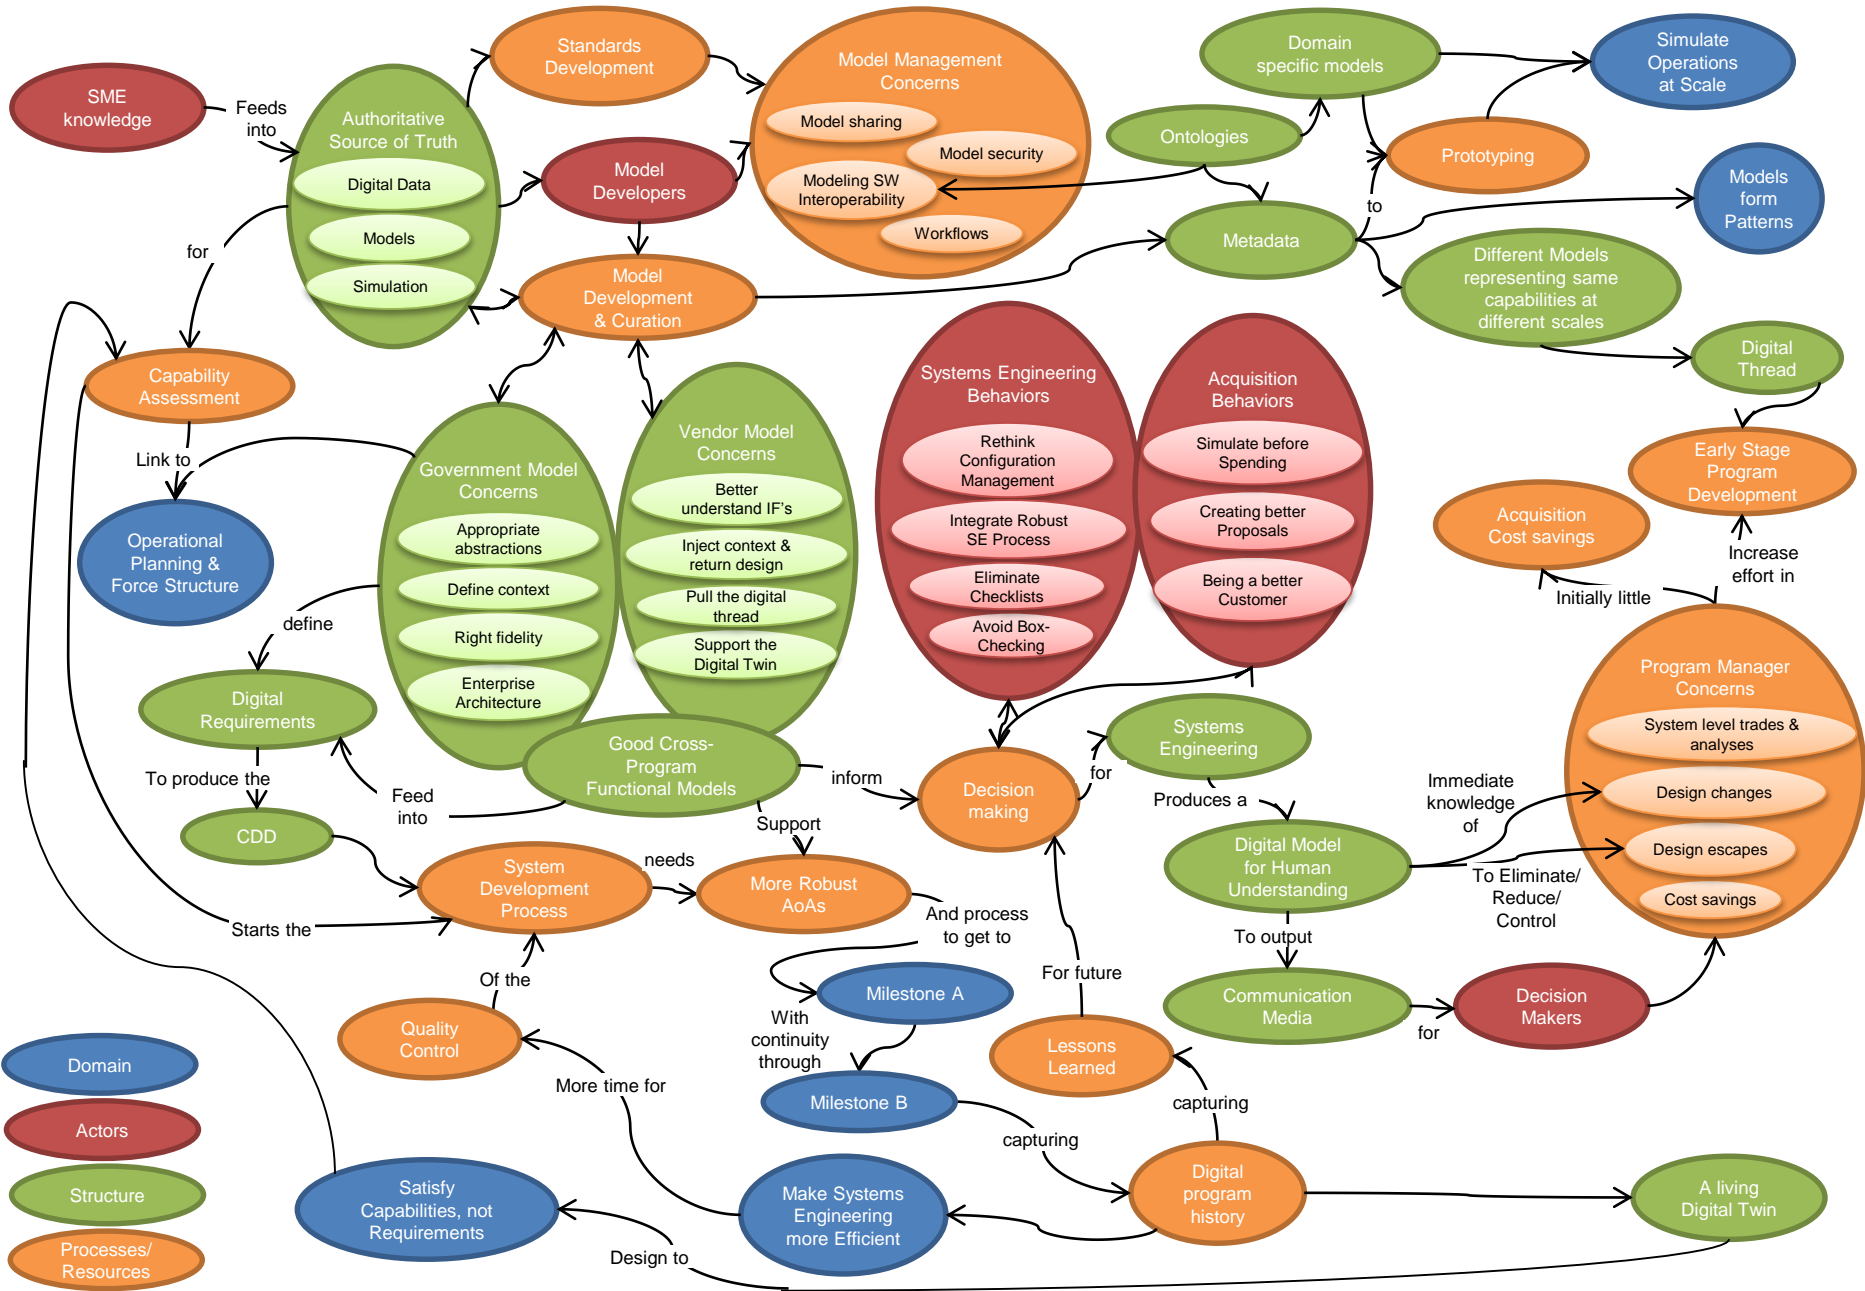 SME
knowledge
Feeds
into
Authoritative
Source of Truth
Digital Data
Models
Simulation
Standards
Development
Model
Developers
Model
Development
& Curation
Model Management
Concerns
Model sharing
Model security
Modeling SW
Interoperability
Workflows
Domain
specific models
Ontologies
Metadata
to
Prototyping
Simulate
Operations
at Scale
Models
form
Patterns
Different Models
representing same
capabilities at
different scales
Digital
Thread
Early Stage
Program
Development
Increase
effort in
Acquisition
Cost savings
Initially little
for
Capability
Assessment
Link to
Operational
Planning &
Force Structure
Government Model
Concerns
Appropriate
abstractions
Define context
Right fidelity
Enterprise
Architecture
Vendor Model
Concerns
Better
understand IF's
Inject context &
return design
Pull the digital
thread
Support the
Digital Twin
Systems Engineering
Behaviors
Rethink
Configuration
Management
Integrate Robust
SE Process
Eliminate
Checklists
Avoid Box-
Checking
Acquisition
Behaviors
Simulate before
Spending
Creating better
Proposals
Being a better
Customer
Program Manager
Concerns
System level trades &
analyses
Design changes
Design escapes
Cost savings
define
Digital
Requirements
To produce the
CDD
Feed
into
Good Cross-
Program
Functional Models
inform
Support
Decision
making
for
Systems
Engineering
Produces a
Digital Model
for Human
Understanding
Immediate
knowledge
of
To Eliminate/
Reduce/
Control
To output
Communication
Media
for
Decision
Makers
System
Development
Process
needs
More Robust
AoAs
And process
to get to
Starts the
Of the
Quality
Control
Milestone A
With
continuity
through
Milestone B
For future
Lessons
Learned
capturing
capturing
Digital
program
history
A living
Digital Twin
More time for
Make Systems
Engineering
more Efficient
Design to
Satisfy
Capabilities, not
Requirements
Domain
Actors
Structure
Processes/
Resources